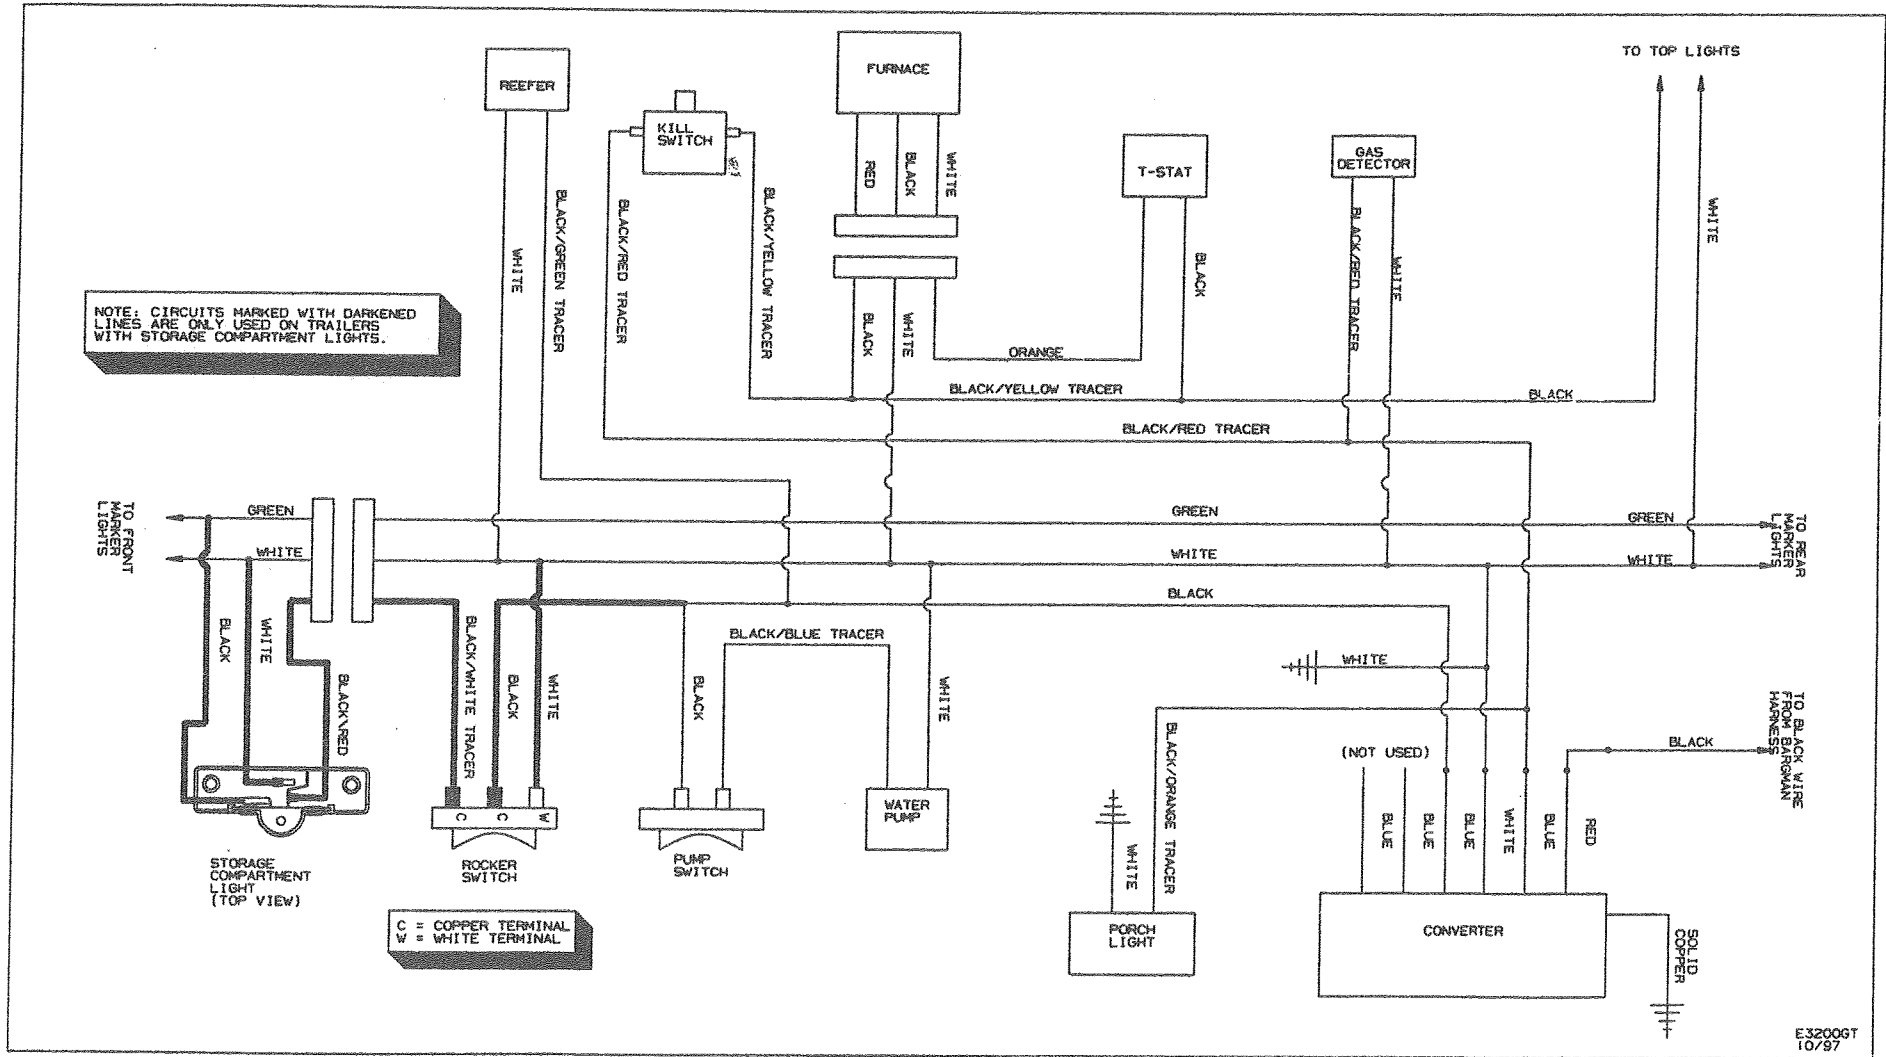 TO TOP LIGHTS
REEFER
FURNACE
KILL
SWITCH
T-STAT
GAS
DETECTOR
RED
BLACK
WHITE
WHITE
BLACK/GREEN TRACER
BLACK/RED TRACER
BLACK/YELLOW TRACER
BLACK
WHITE
BLACK
BLACK/RED TRACER
WHITE
WHITE
NOTE: CIRCUITS MARKED WITH DARKENED
LINES ARE ONLY USED ON TRAILERS
WITH STORAGE COMPARTMENT LIGHTS.
ORANGE
BLACK/YELLOW TRACER
BLACK
BLACK/RED TRACER
TO FRONT
MARKER
LIGHTS
GREEN
GREEN
GREEN
WHITE
WHITE
WHITE
TO REAR
MARKER
LIGHTS
BLACK
BLACK/BLUE TRACER
BLACK
WHITE
BLACK\RED
BLACK/WHITE TRACER
BLACK
WHITE
BLACK
WHITE
WHITE
BLACK/ORANGE TRACER
(NOT USED)
BLACK
TO BLACK WIRE
FROM BARGMAN
HARNESS
BLUE
BLUE
BLUE
WHITE
BLUE
RED
C
C
W
WATER
PUMP
WHITE
STORAGE
COMPARTMENT
LIGHT
(TOP VIEW)
ROCKER
SWITCH
PUMP
SWITCH
C = COPPER TERMINAL
W = WHITE TERMINAL
PORCH
LIGHT
CONVERTER
SOLID
COPPER
E3200GT
10/97